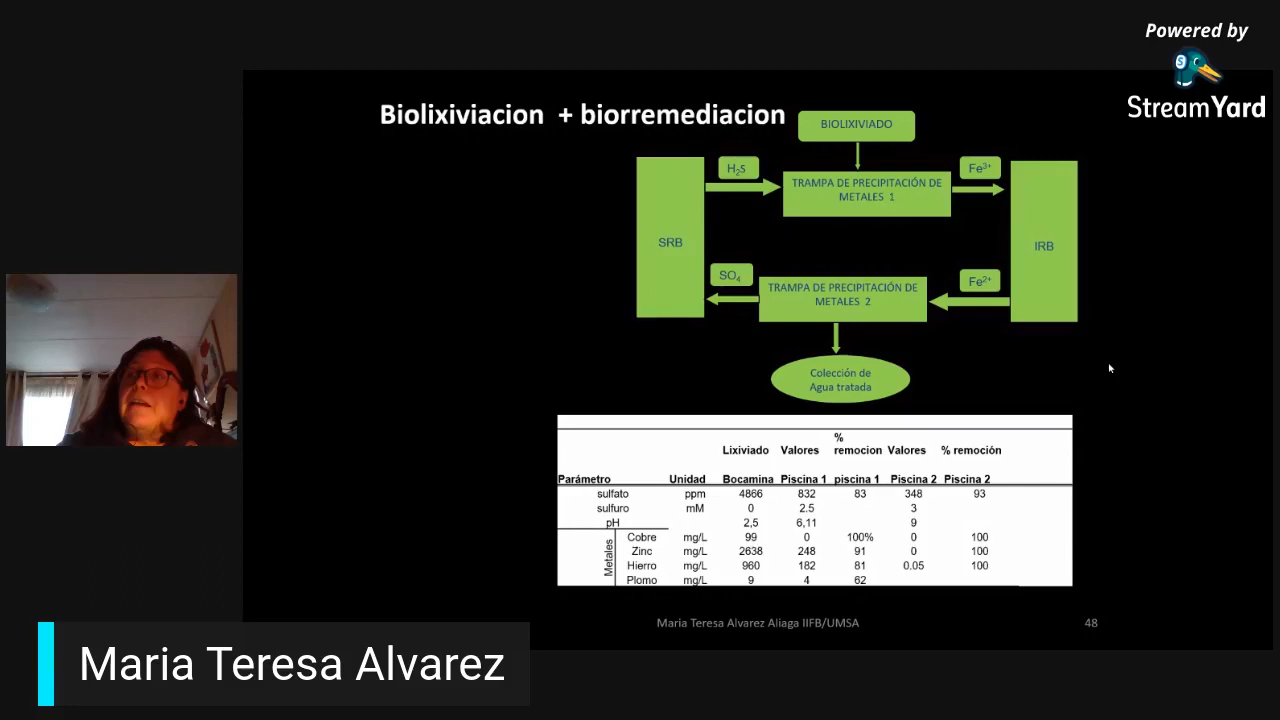 Powered by
StreamYard
Biolixiviacion + biorremediacion
BIOLIXIVIADO
H₂S
TRAMPA DE PRECIPITACIÓN DE
METALES 1
Fe³⁺
SRB
IRB
SO₄
TRAMPA DE PRECIPITACIÓN DE
METALES 2
Fe²⁺
Colección de
Agua tratada
%
Lixiviado Valores remocion Valores % remoción
Parámetro Unidad Bocamina Piscina 1 piscina 1 Piscina 2 Piscina 2
sulfato ppm 4866 832 83 348 93
sulfuro mM 0 2.5 3
pH 2,5 6,11 9
Metales
Cobre mg/L 99 0 100% 0 100
Zinc mg/L 2638 248 91 0 100
Hierro mg/L 960 182 81 0.05 100
Plomo mg/L 9 4 62
Maria Teresa Alvarez Aliaga IIFB/UMSA 48
Maria Teresa Alvarez